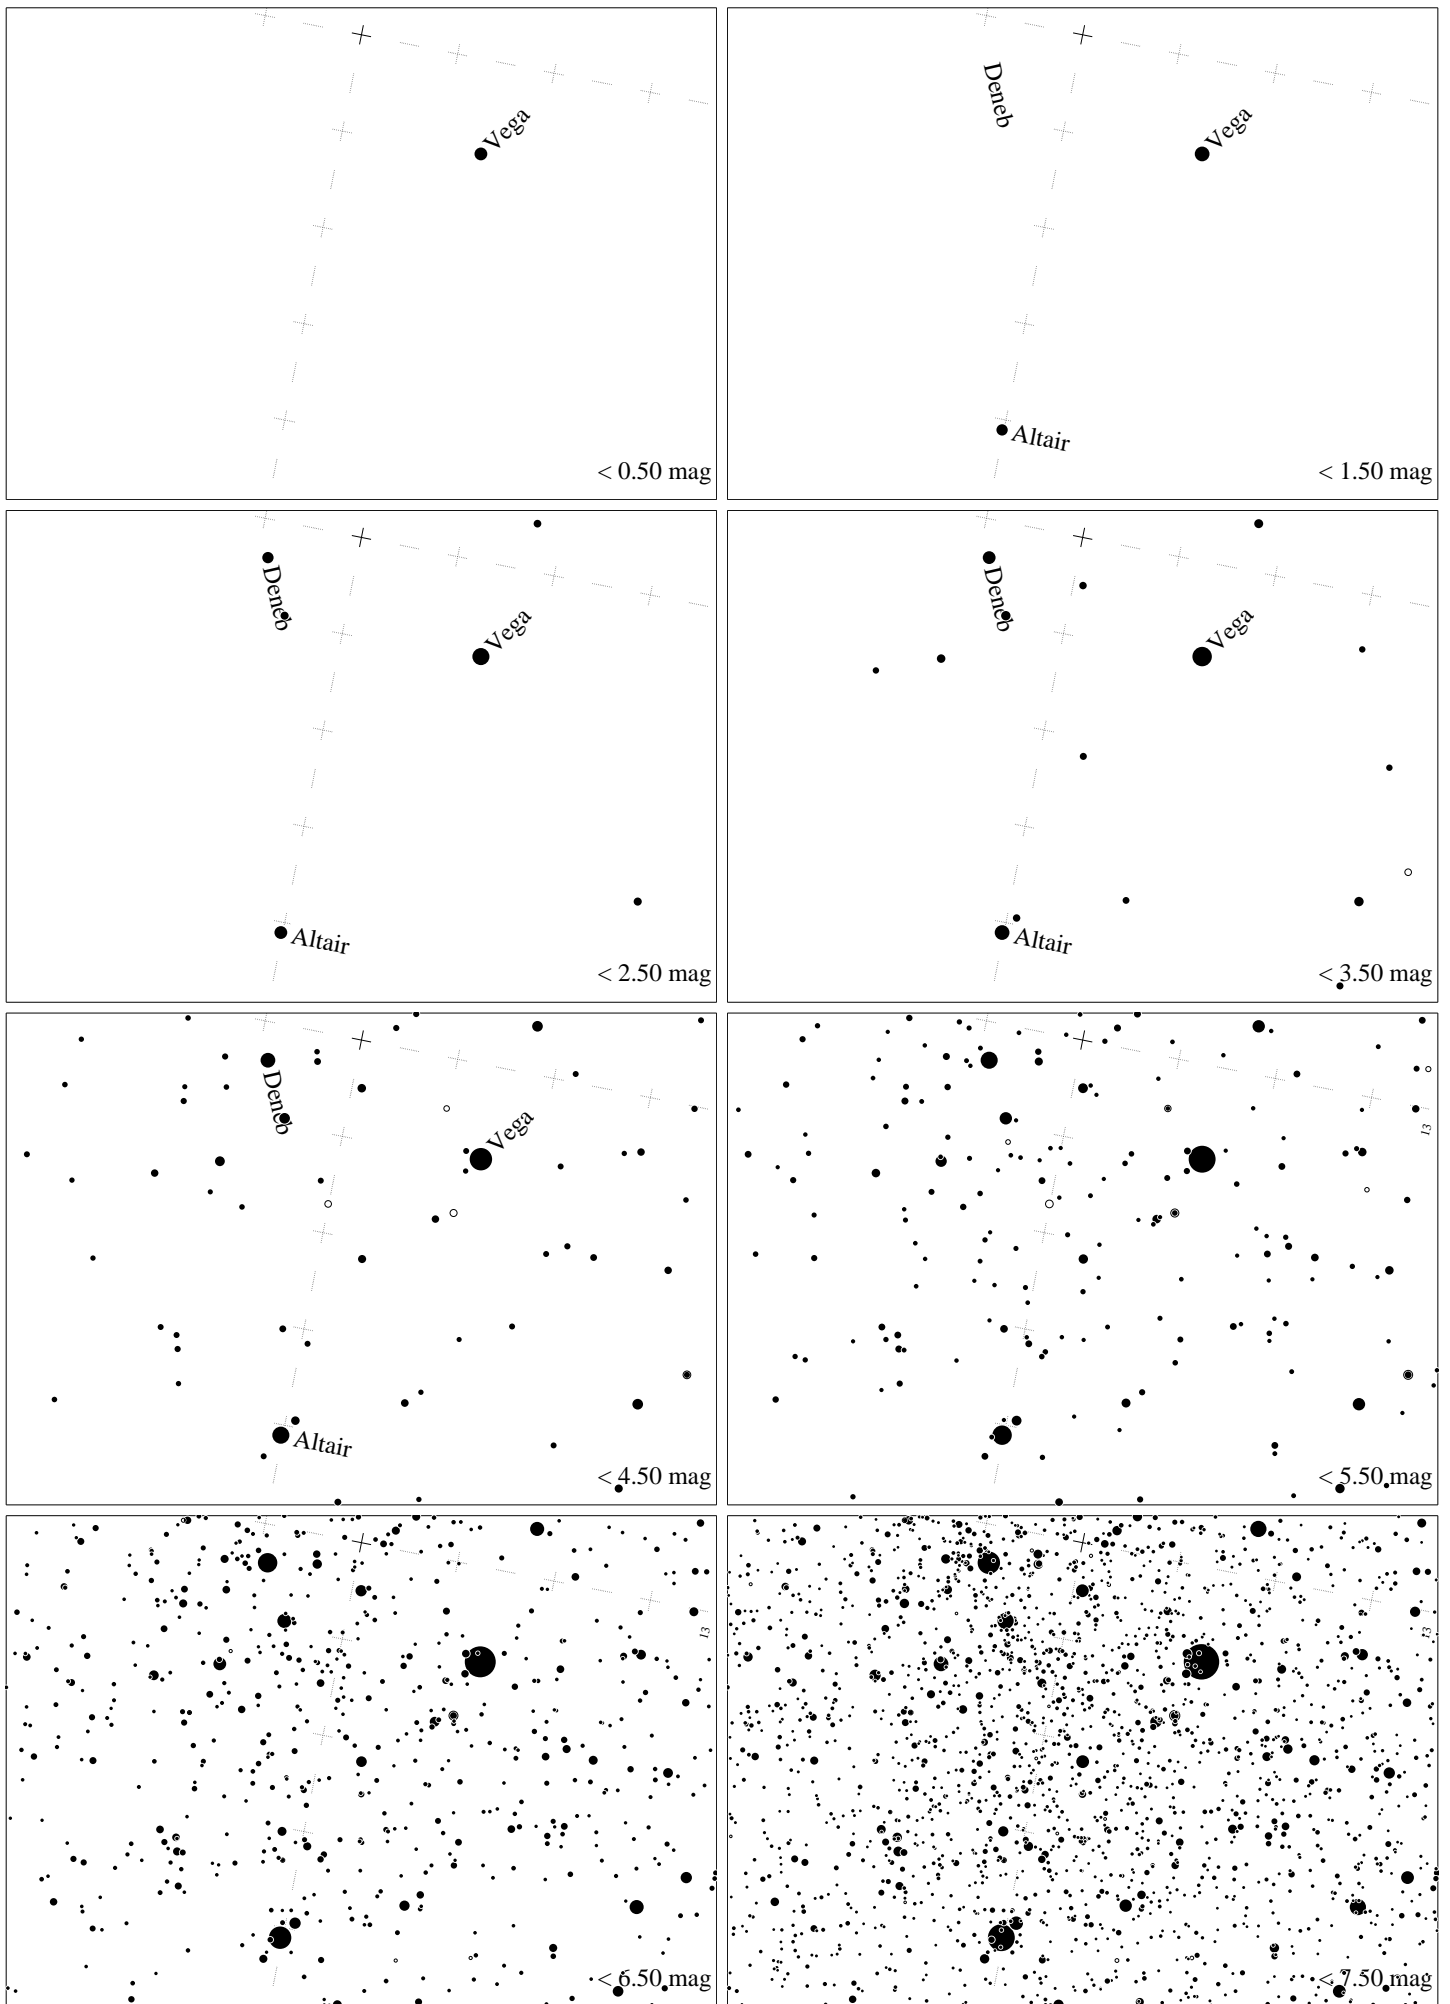 Vega
< 0.50 mag
Deneb
Vega
Altair
< 1.50 mag
Deneb
Vega
Altair
< 2.50 mag
Deneb
Vega
Altair
< 3.50 mag
Deneb
Vega
Altair
< 4.50 mag
13
< 5.50 mag
13
< 6.50 mag
13
< 7.50 mag